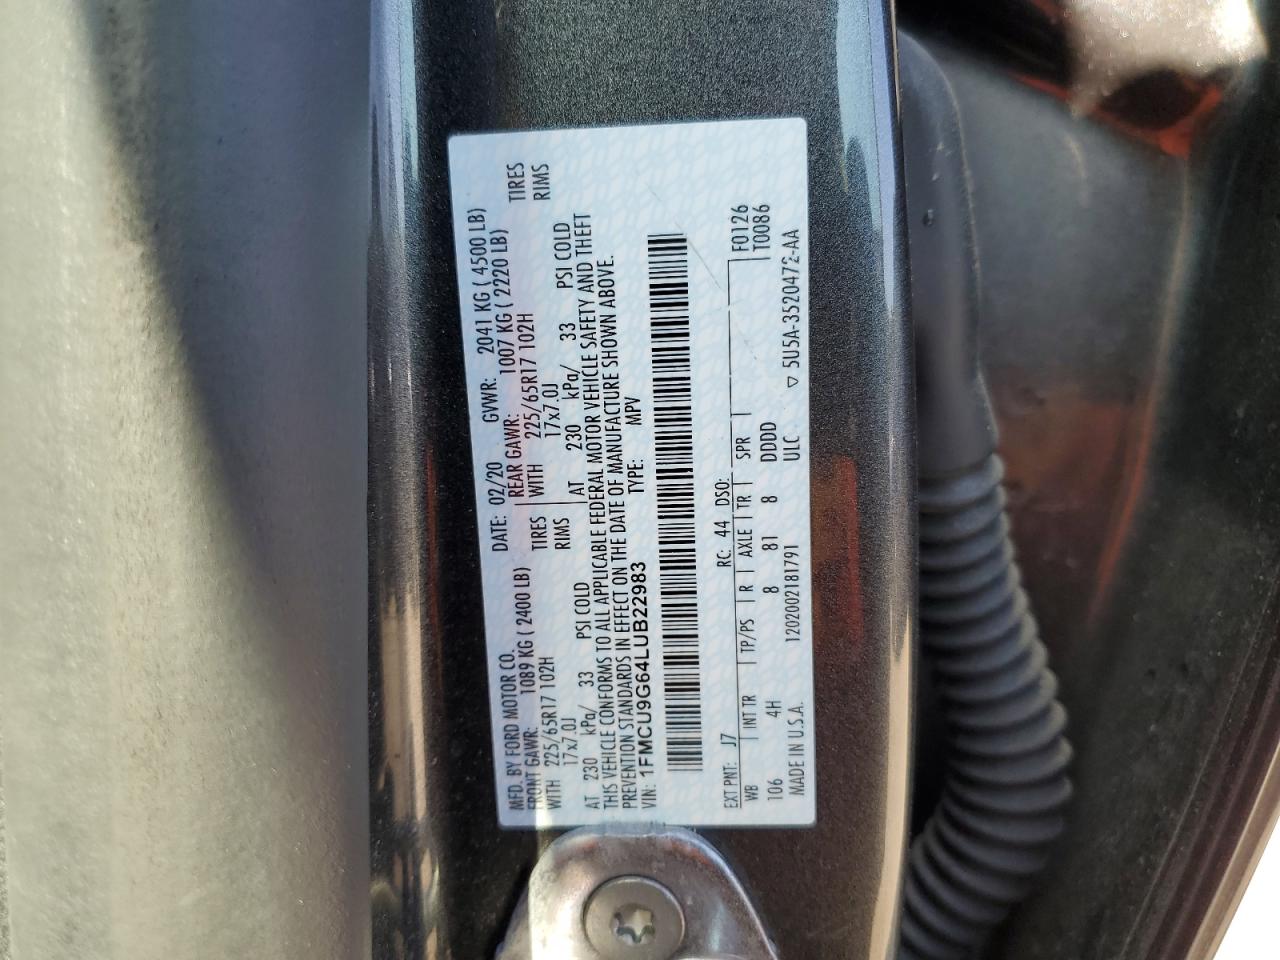 MFD. BY FORD MOTOR CO.
DATE: 02/20 GVWR: 2041 KG ( 4500 LB)
FRONT GAWR: 1089 KG ( 2400 LB) REAR GAWR: 1007 KG ( 2220 LB)
WITH 225/65R17 102H TIRES WITH 225/65R17 102H TIRES
17x7.0J RIMS 17x7.0J RIMS
AT 230 kPa/ 33 PSI COLD AT 230 kPa/ 33 PSI COLD
THIS VEHICLE CONFORMS TO ALL APPLICABLE FEDERAL MOTOR VEHICLE SAFETY AND THEFT
PREVENTION STANDARDS IN EFFECT ON THE DATE OF MANUFACTURE SHOWN ABOVE.
VIN: 1FMCU9G64LUB22983 TYPE: MPV
EXT PNT: J7 RC: 44 DSO: F0126
WB INT TR TP/PS R AXLE TR SPR T0086
106 4H 8 81 8 DDDD
MADE IN U.S.A. 1202002181791 ULC ▽ 5U5A-3520472-AA